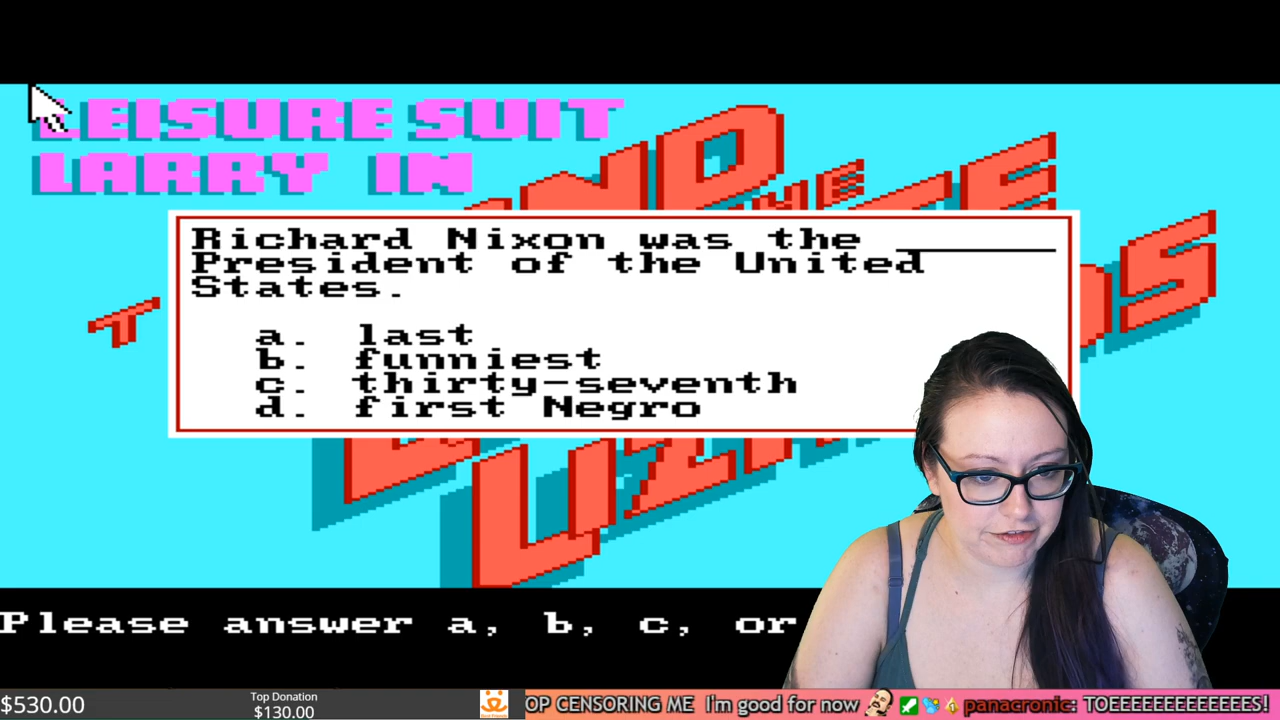 LEISURE SUIT
LARRY IN
Richard Nixon was the ________
President of the United
States.
a. last
b. funniest
c. thirty-seventh
d. first Negro
Please answer a, b, c, or
$530.00
Top Donation
$130.00
OP CENSORING ME I'm good for now panacronic: TOEEEEEEEEEEEEES!